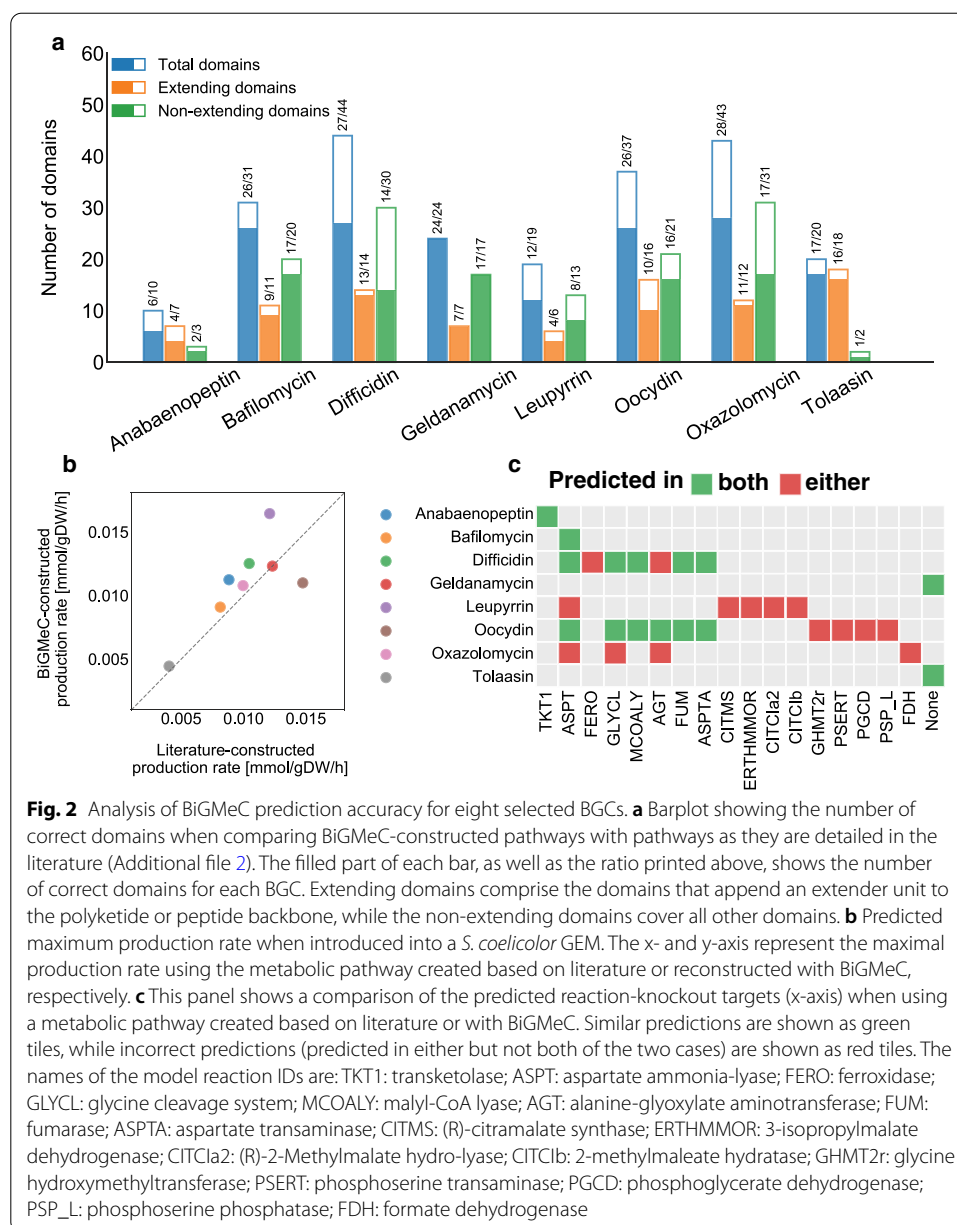 a
60
50
40
30
20
10
0
Number of domains
Total domains
Extending domains
Non-extending domains
6/10
4/7
2/3
26/31
9/11
17/20
27/44
13/14
14/30
24/24
7/7
17/17
12/19
4/6
8/13
26/37
10/16
16/21
28/43
11/12
17/31
17/20
16/18
1/2
Anabaenopeptin
Bafilomycin
Difficidin
Geldanamycin
Leupyrrin
Oocydin
Oxazolomycin
Tolaasin
b
BiGMeC-constructed
production rate [mmol/gDW/h]
0.015
0.010
0.005
0.005
0.010
0.015
Literature-constructed
production rate [mmol/gDW/h]
c
Predicted in both either
Anabaenopeptin
Bafilomycin
Difficidin
Geldanamycin
Leupyrrin
Oocydin
Oxazolomycin
Tolaasin
TKT1
ASPT
FERO
GLYCL
MCOALY
AGT
FUM
ASPTA
CITMS
ERTHMMOR
CITCIa2
CITCIb
GHMT2r
PSERT
PGCD
PSP_L
FDH
None
Fig. 2 Analysis of BiGMeC prediction accuracy for eight selected BGCs. a Barplot showing the number of
correct domains when comparing BiGMeC-constructed pathways with pathways as they are detailed in the
literature (Additional file 2). The filled part of each bar, as well as the ratio printed above, shows the number
of correct domains for each BGC. Extending domains comprise the domains that append an extender unit to
the polyketide or peptide backbone, while the non-extending domains cover all other domains. b Predicted
maximum production rate when introduced into a S. coelicolor GEM. The x- and y-axis represent the maximal
production rate using the metabolic pathway created based on literature or reconstructed with BiGMeC,
respectively. c This panel shows a comparison of the predicted reaction-knockout targets (x-axis) when using
a metabolic pathway created based on literature or with BiGMeC. Similar predictions are shown as green
tiles, while incorrect predictions (predicted in either but not both of the two cases) are shown as red tiles. The
names of the model reaction IDs are: TKT1: transketolase; ASPT: aspartate ammonia-lyase; FERO: ferroxidase;
GLYCL: glycine cleavage system; MCOALY: malyl-CoA lyase; AGT: alanine-glyoxylate aminotransferase; FUM:
fumarase; ASPTA: aspartate transaminase; CITMS: (R)-citramalate synthase; ERTHMMOR: 3-isopropylmalate
dehydrogenase; CITCIa2: (R)-2-Methylmalate hydro-lyase; CITCIb: 2-methylmaleate hydratase; GHMT2r: glycine
hydroxymethyltransferase; PSERT: phosphoserine transaminase; PGCD: phosphoglycerate dehydrogenase;
PSP_L: phosphoserine phosphatase; FDH: formate dehydrogenase